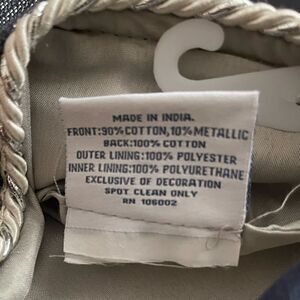 MADE IN INDIA.
FRONT:90% COTTON, 10% METALLIC
BACK:100% COTTON
OUTER LINING:100% POLYESTER
INNER LINING:100% POLYURETHANE
EXCLUSIVE OF DECORATION
SPOT CLEAN ONLY
RN 106002